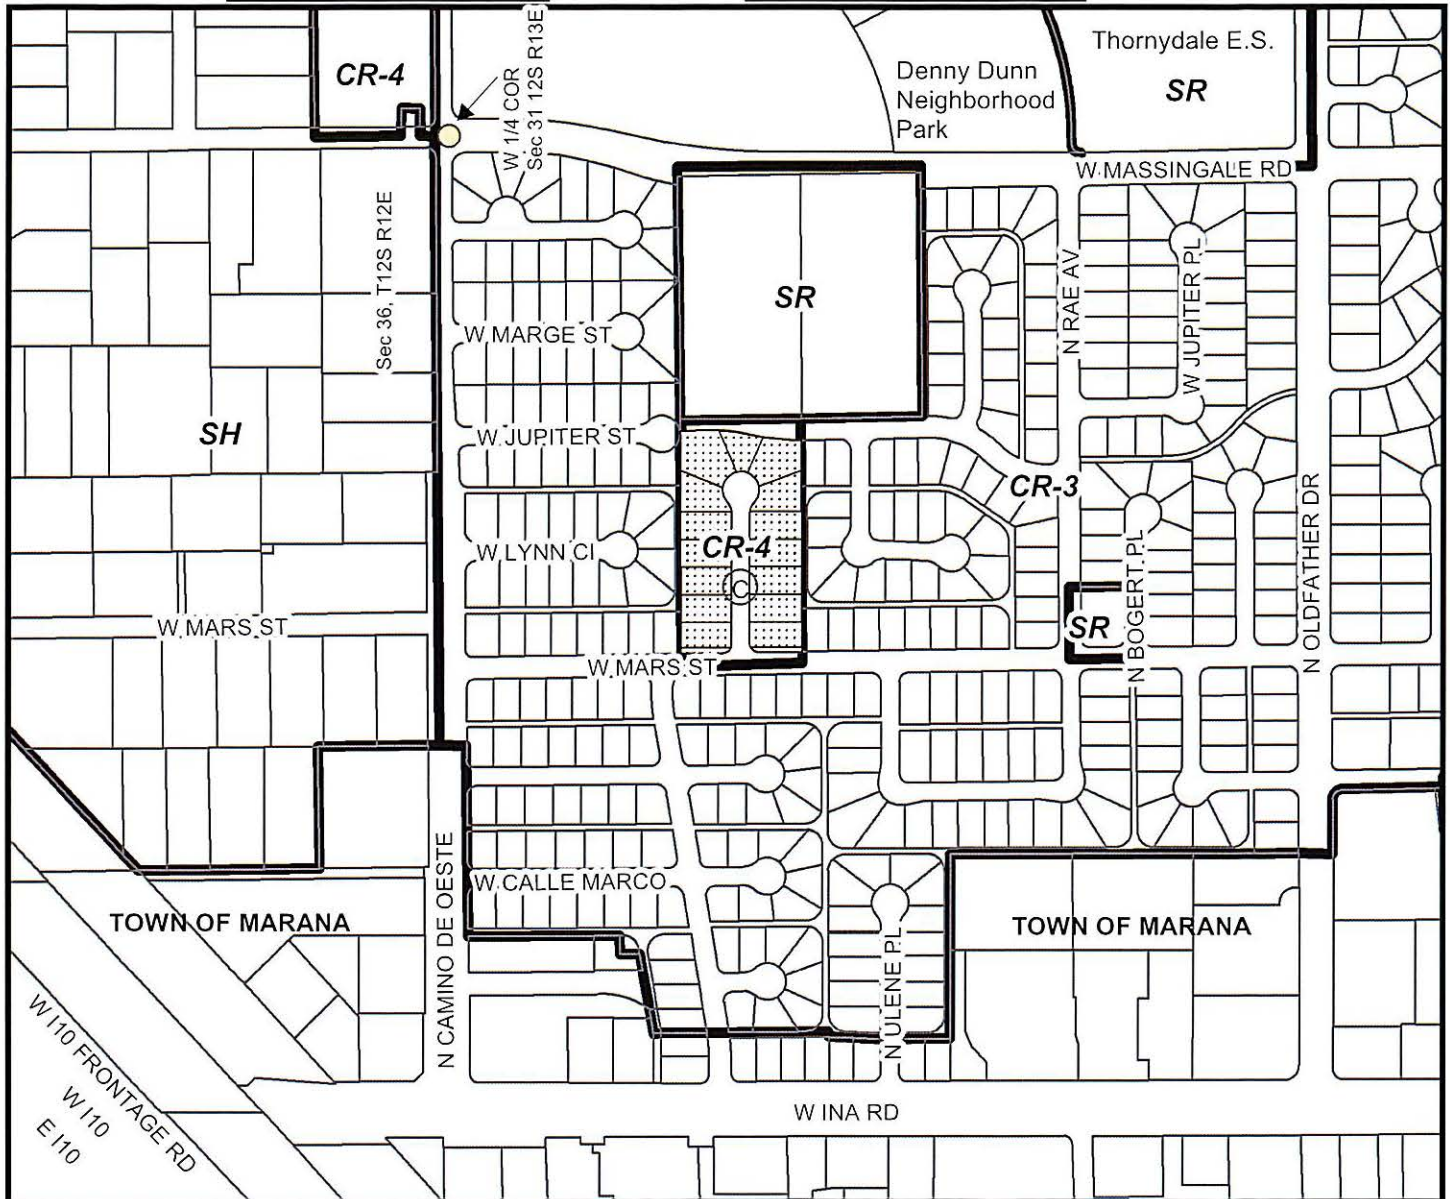 CR-4
W 1/4 COR
Sec 31 12S R13E
Denny Dunn
Neighborhood
Park
Thornydale E.S.
SR
W MASSINGALE RD
Sec 36, T12S R12E
SR
N RAE AV
W JUPITER PL
W MARGE ST
SH
W JUPITER ST
CR-3
W LYNN CI
CR-4
C
N OLDFATHER DR
N BOGERT PL
SR
W MARS ST
W MARS ST
W CALLE MARCO
N CAMINO DE OESTE
TOWN OF MARANA
TOWN OF MARANA
N ULENE PL
W I10 FRONTAGE RD
W I10
E I10
W INA RD